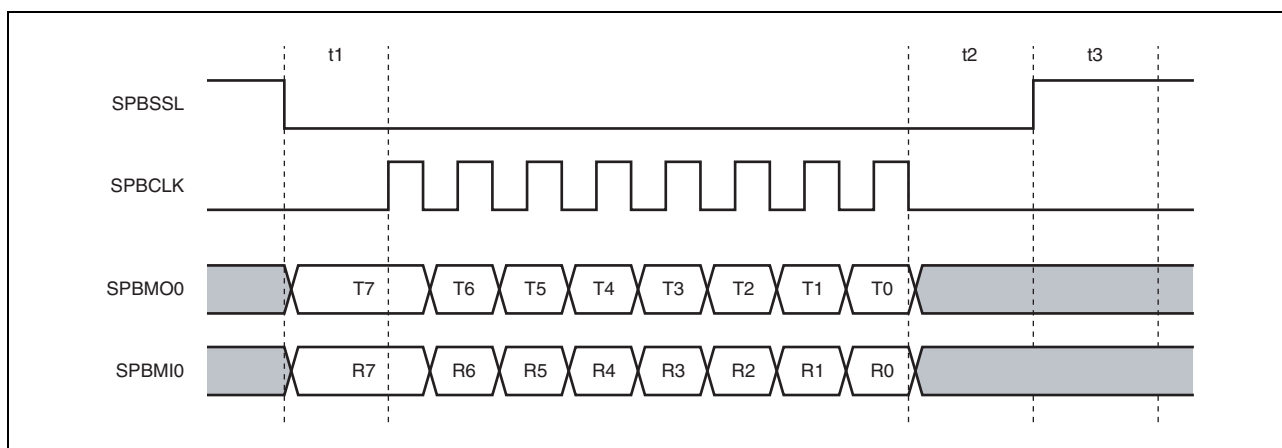 t1 t2 t3
SPBSSL
SPBCLK
SPBMO0 T7 T6 T5 T4 T3 T2 T1 T0
SPBMI0 R7 R6 R5 R4 R3 R2 R1 R0